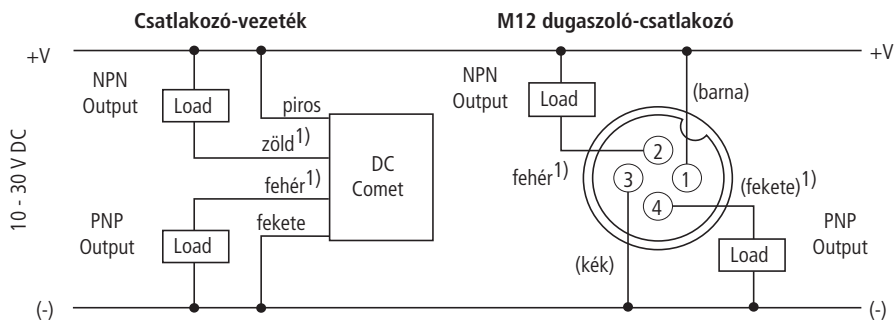 Csatlakozó-vezeték
M12 dugaszoló-csatlakozó
+V
+V
10 - 30 V DC
NPN
Output
Load
piros
zöld1)
fehér1)
fekete
DC
Comet
PNP
Output
Load
NPN
Output
Load
(barna)
fehér1)
2
3
1
4
(fekete)1)
(kék)
Load
PNP
Output
(-)
(-)